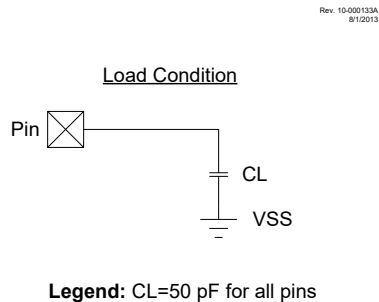 Rev. 10-000133A
8/1/2013
Load Condition
Pin
CL
VSS
Legend: CL=50 pF for all pins